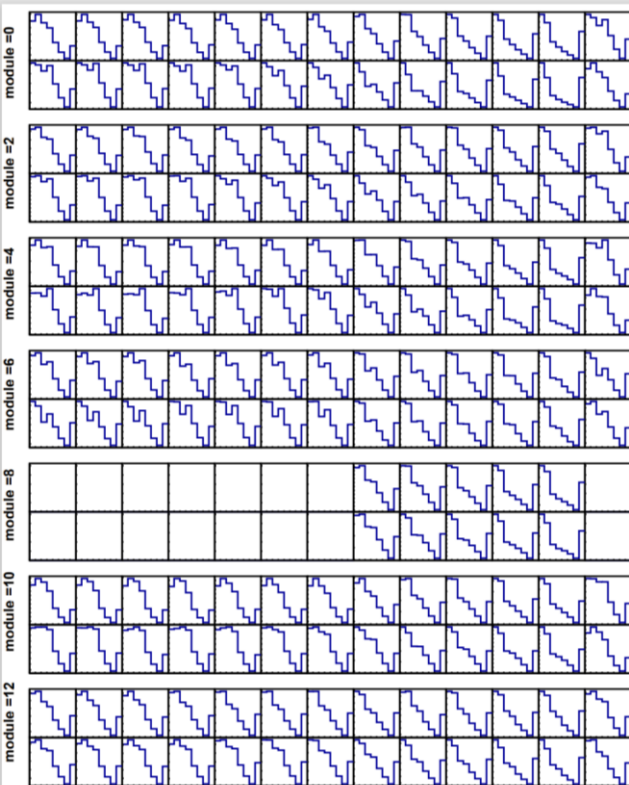 module =0
module =2
module =4
module =6
module =8
module =10
module =12